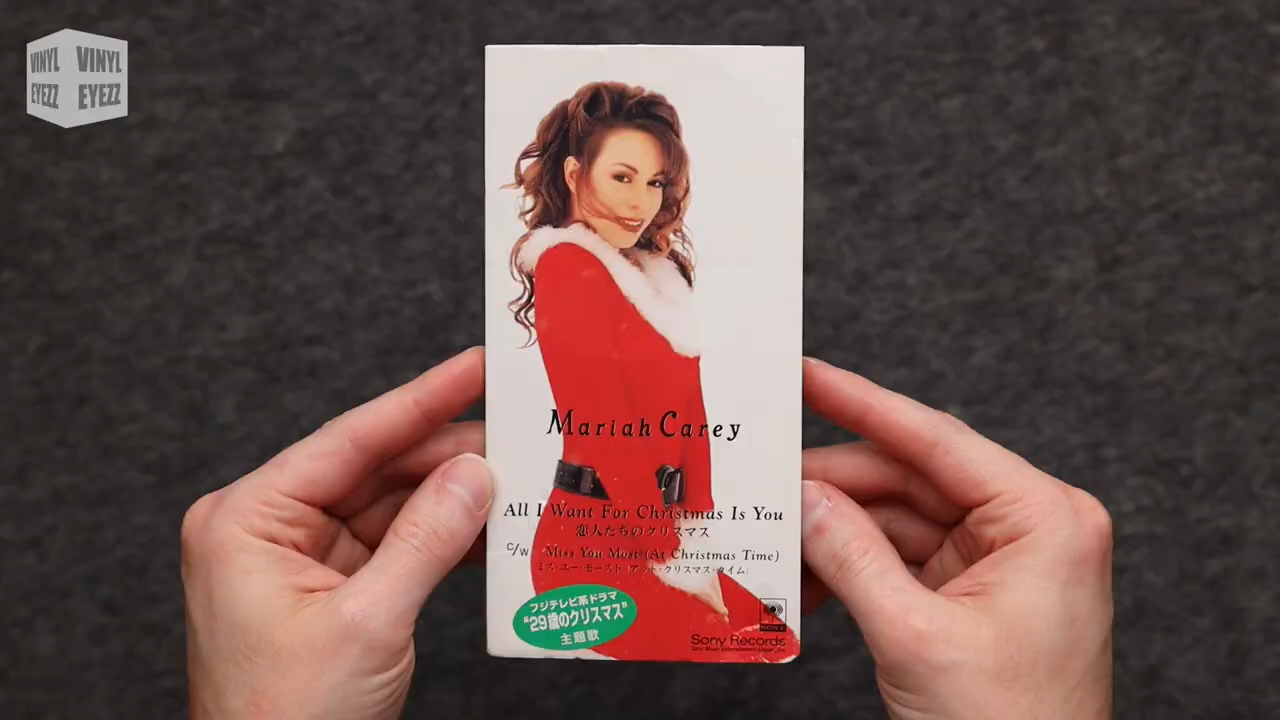 VINYL
EYEZZ
VINYL
EYEZZ
Mariah Carey
All I Want For Christmas Is You
恋人たちのクリスマス
c/w Miss You Most (At Christmas Time)
ミス・ユー・モースト(アット・クリスマス・タイム)
フジテレビ系ドラマ
“29歳のクリスマス”
主題歌
SONY
Sony Records